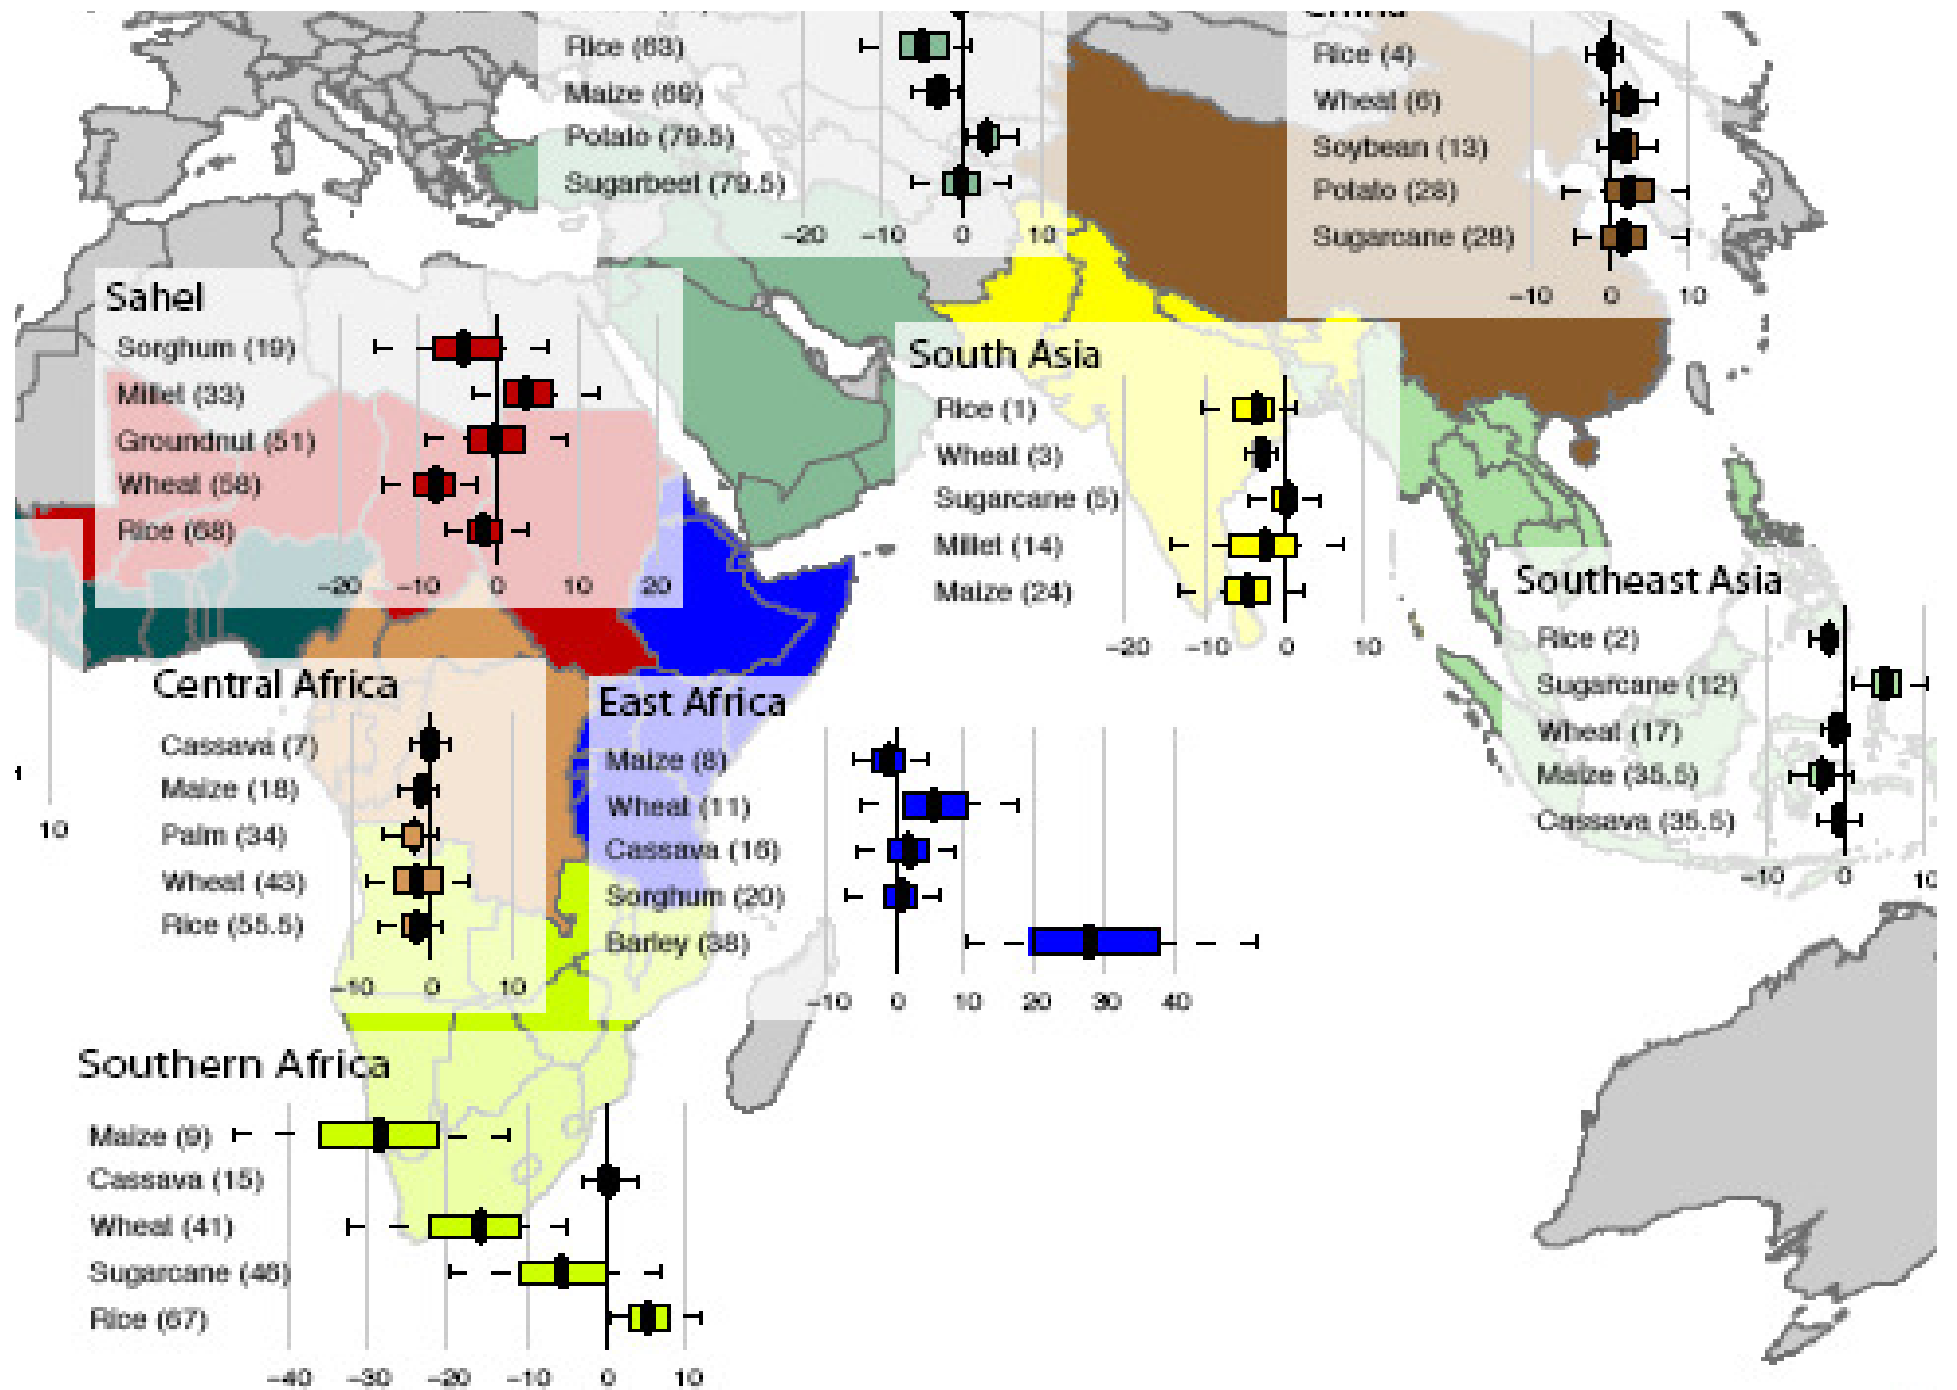 Rice (63)
Maize (69)
Potato (79.5)
Sugarbeet (79.5)
−20 −10 0 10
China
Rice (4)
Wheat (6)
Soybean (13)
Potato (28)
Sugarcane (28)
−10 0 10
Sahel
Sorghum (19)
Millet (33)
Groundnut (51)
Wheat (58)
Rice (68)
−20 −10 0 10 20
South Asia
Rice (1)
Wheat (3)
Sugarcane (5)
Millet (14)
Maize (24)
−20 −10 0 10
Southeast Asia
Rice (2)
Sugarcane (12)
Wheat (17)
Maize (35.5)
Cassava (35.5)
−10 0 10
10
Central Africa
Cassava (7)
Maize (18)
Palm (34)
Wheat (43)
Rice (55.5)
−10 0 10
East Africa
Maize (8)
Wheat (11)
Cassava (16)
Sorghum (20)
Barley (38)
−10 0 10 20 30 40
Southern Africa
Maize (9)
Cassava (15)
Wheat (41)
Sugarcane (46)
Rice (67)
−40 −30 −20 −10 0 10